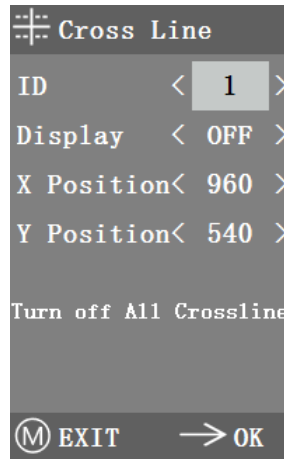 Cross Line
ID < 1 >
Display < OFF >
X Position< 960 >
Y Position< 540 >
Turn off All Crossline
M EXIT → OK